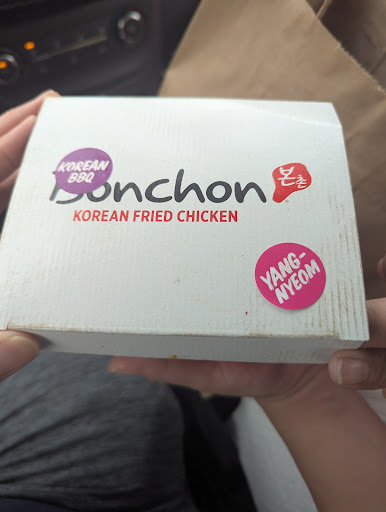 KOREAN
BBQ
Bonchon
본촌
KOREAN FRIED CHICKEN
YANG-
NYEOM